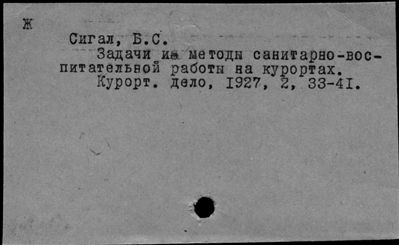 Ж
Сигал, Б.С.
Задачи и методы санитарно-вос-
питательной работы на курортах.
Курорт. дело, 1927, 2, 33-41.